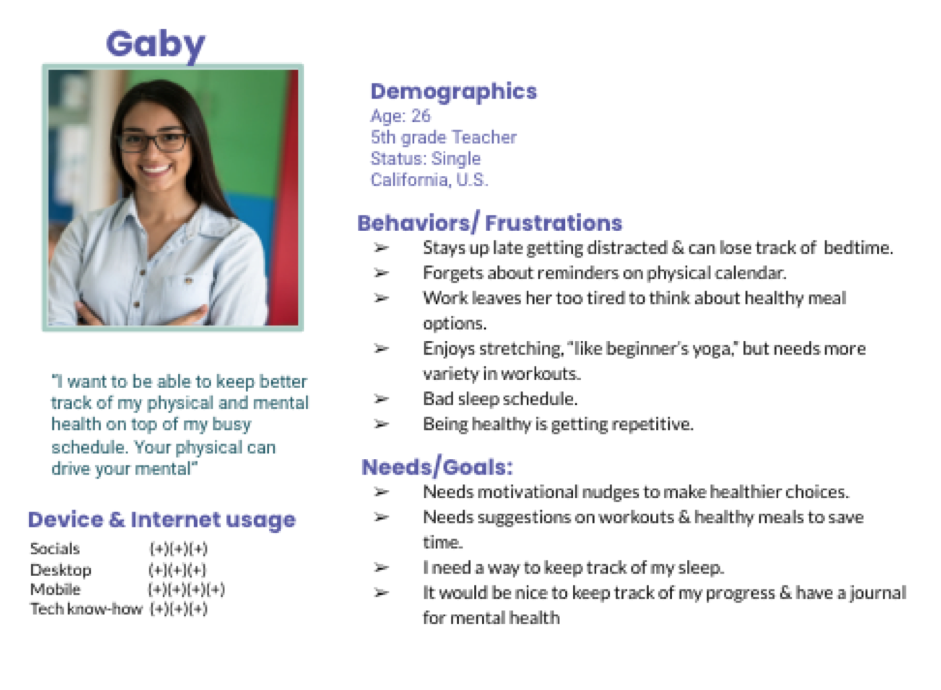 Gaby
Demographics
Age: 26
5th grade Teacher
Status: Single
California, U.S.
Behaviors/ Frustrations
➢ Stays up late getting distracted & can lose track of bedtime.
➢ Forgets about reminders on physical calendar.
➢ Work leaves her too tired to think about healthy meal
options.
➢ Enjoys stretching, “like beginner’s yoga,” but needs more
variety in workouts.
➢ Bad sleep schedule.
➢ Being healthy is getting repetitive.
Needs/Goals:
➢ Needs motivational nudges to make healthier choices.
➢ Needs suggestions on workouts & healthy meals to save
time.
➢ I need a way to keep track of my sleep.
➢ It would be nice to keep track of my progress & have a journal
for mental health
“I want to be able to keep better
track of my physical and mental
health on top of my busy
schedule. Your physical can
drive your mental”
Device & Internet usage
Socials (+)(+)(+)
Desktop (+)(+)(+)
Mobile (+)(+)(+)(+)
Tech know-how (+)(+)(+)